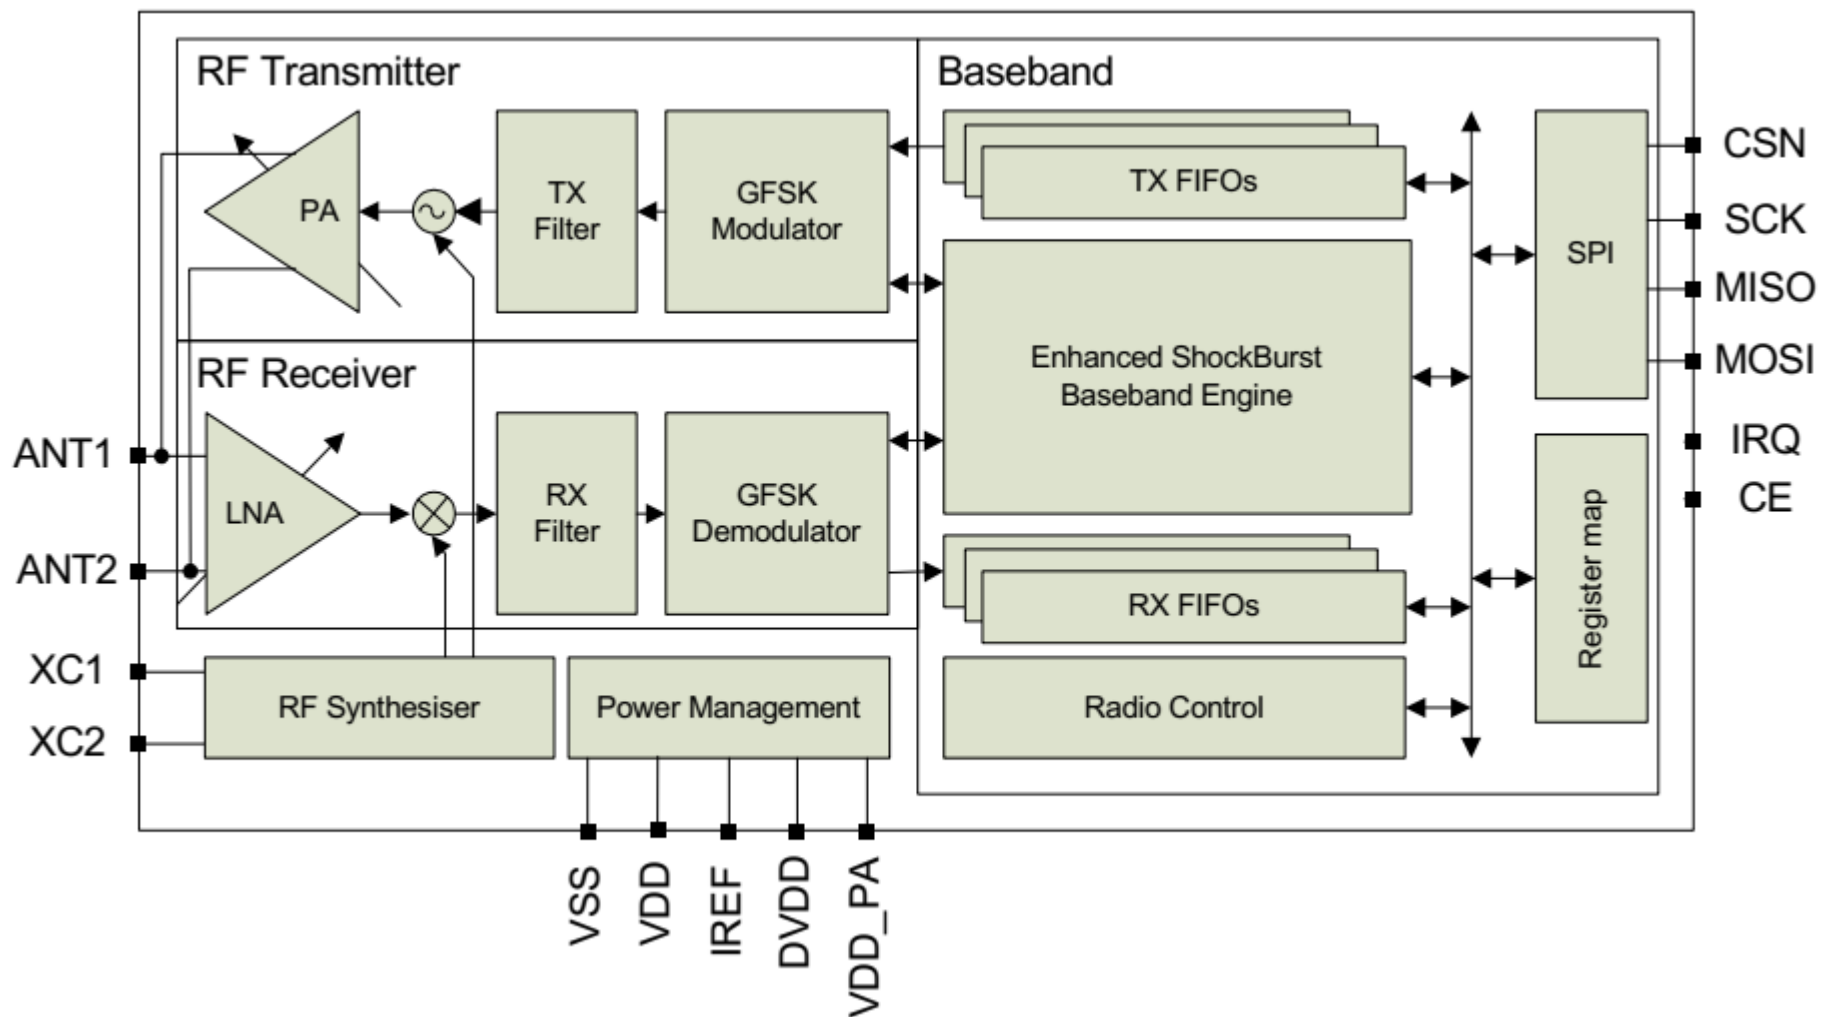 RF Transmitter
Baseband
PA
TX
Filter
GFSK
Modulator
TX FIFOs
SPI
CSN
SCK
MISO
MOSI
IRQ
CE
Enhanced ShockBurst
Baseband Engine
RF Receiver
ANT1
ANT2
LNA
RX
Filter
GFSK
Demodulator
RX FIFOs
Register map
XC1
XC2
RF Synthesiser
Power Management
Radio Control
VSS
VDD
IREF
DVDD
VDD_PA